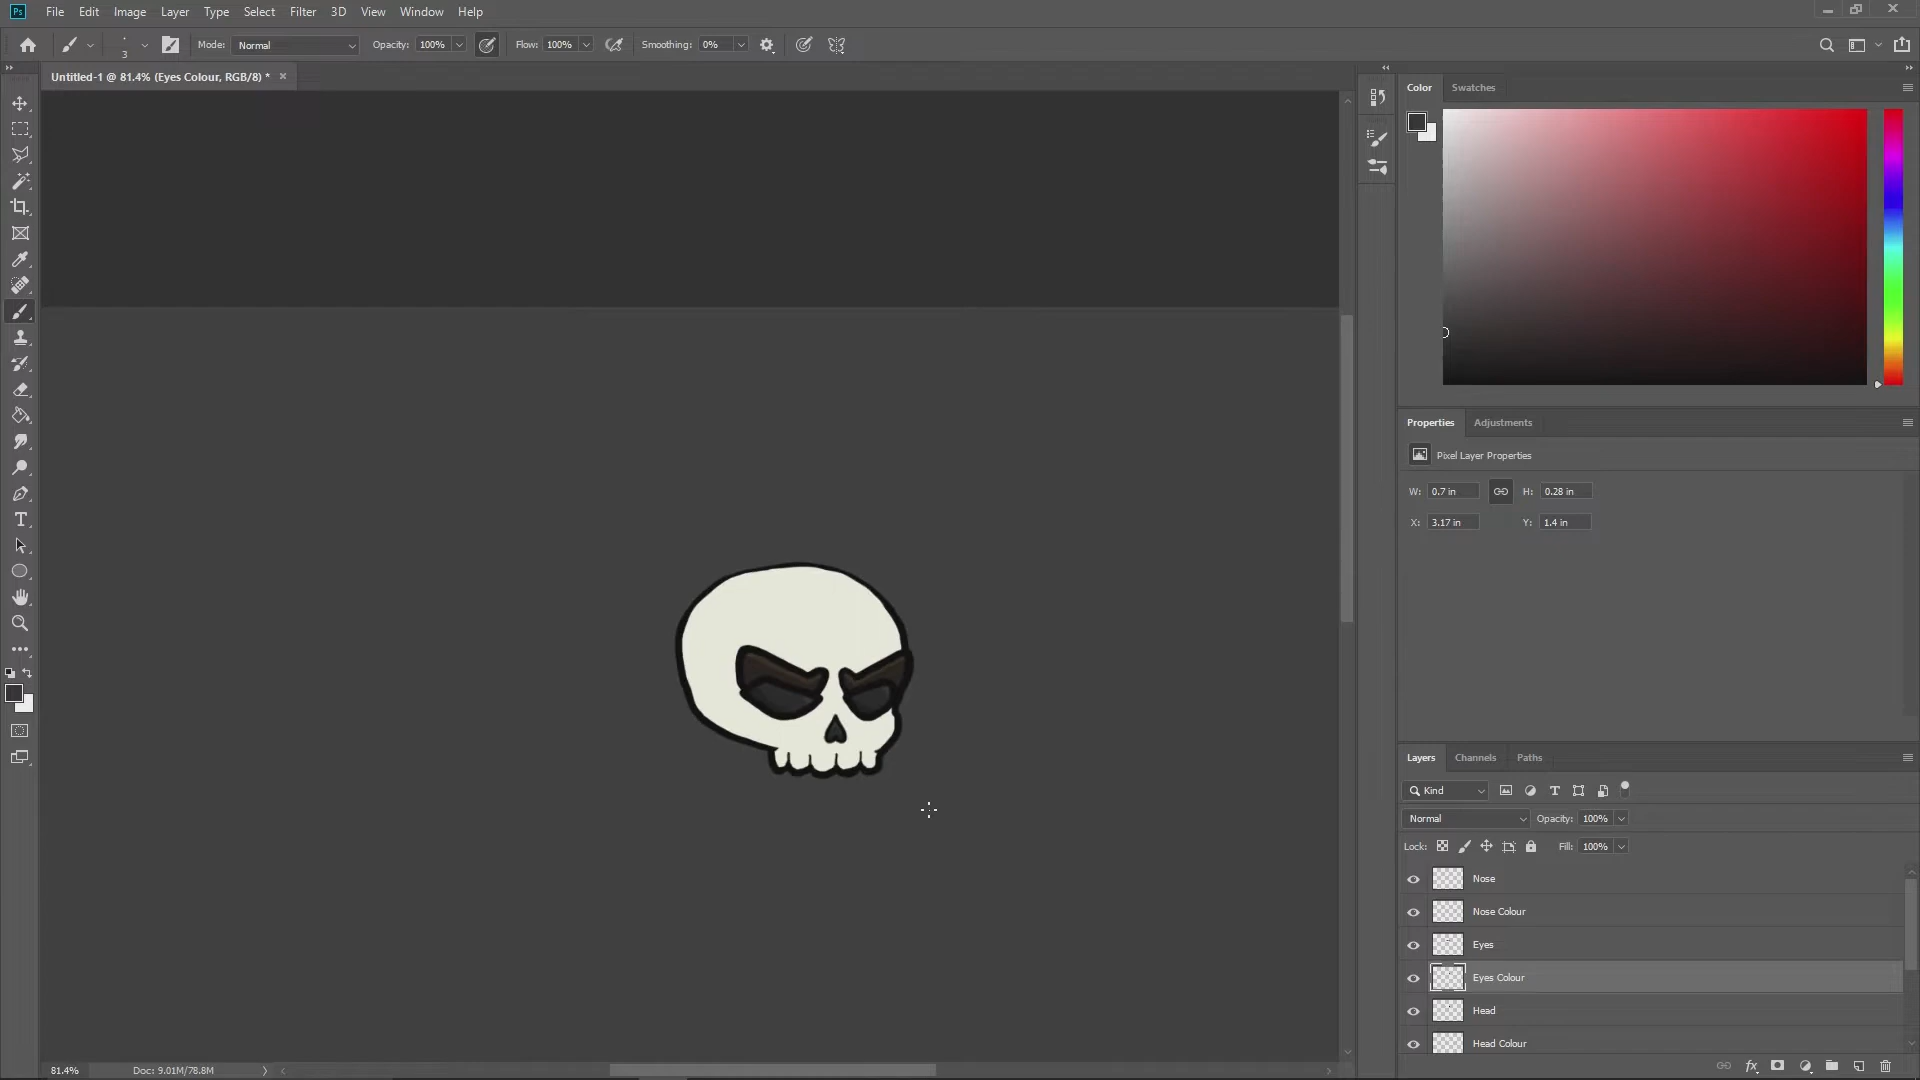 Ps File Edit Image Layer Type Select Filter 3D View Window Help
3 Mode: Normal Opacity: 100% Flow: 100% Smoothing: 0%
Untitled-1 @ 81.4% (Eyes Colour, RGB/8) *
Color Swatches
Properties Adjustments
Pixel Layer Properties
W: 0.7 in H: 0.28 in
X: 3.17 in Y: 1.4 in
Layers Channels Paths
Kind
Normal Opacity: 100%
Lock: Fill: 100%
Nose
Nose Colour
Eyes
Eyes Colour
Head
Head Colour
81.4% Doc: 9.01M/78.8M